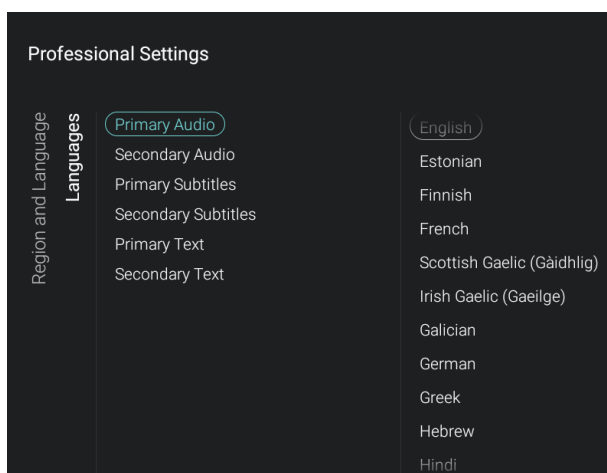 Professional Settings
Region and Language
Languages
Primary Audio
Secondary Audio
Primary Subtitles
Secondary Subtitles
Primary Text
Secondary Text
English
Estonian
Finnish
French
Scottish Gaelic (Gàidhlig)
Irish Gaelic (Gaeilge)
Galician
German
Greek
Hebrew
Hindi